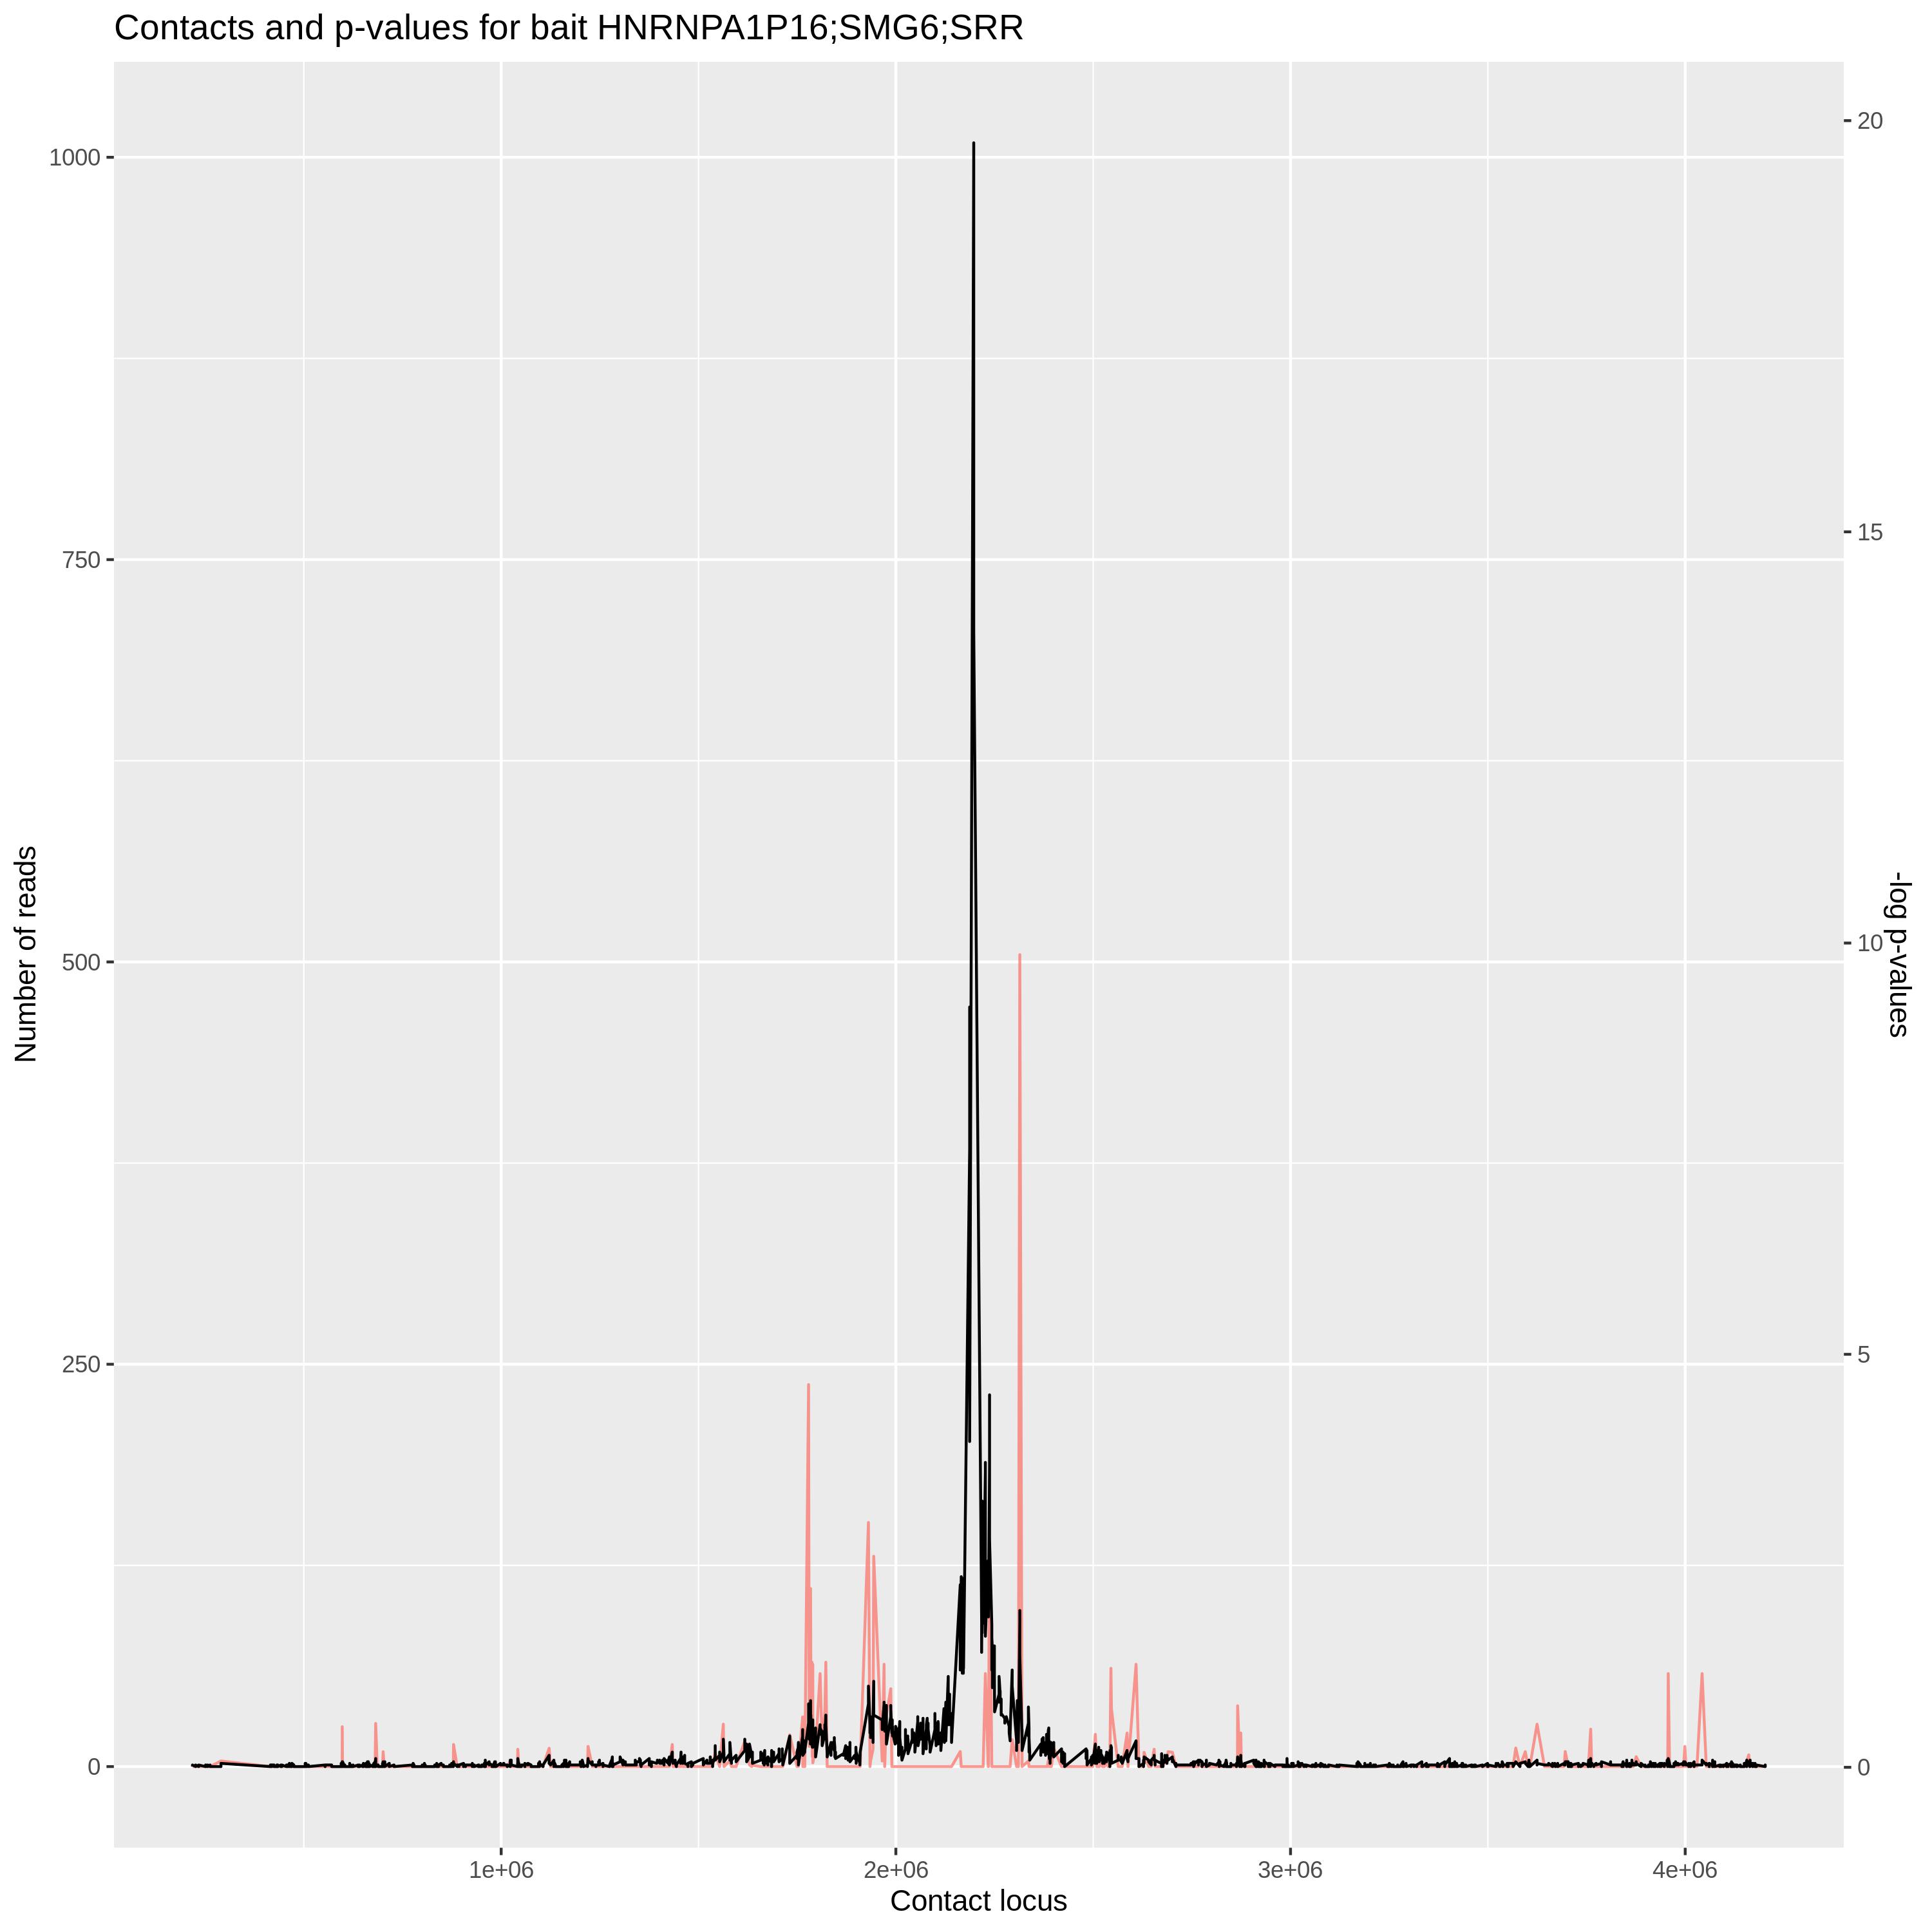 Contacts and p-values for bait HNRNPA1P16;SMG6;SRR
1000
750
500
250
0
Number of reads
20
15
10
5
0
-log p-values
1e+06
2e+06
3e+06
4e+06
Contact locus